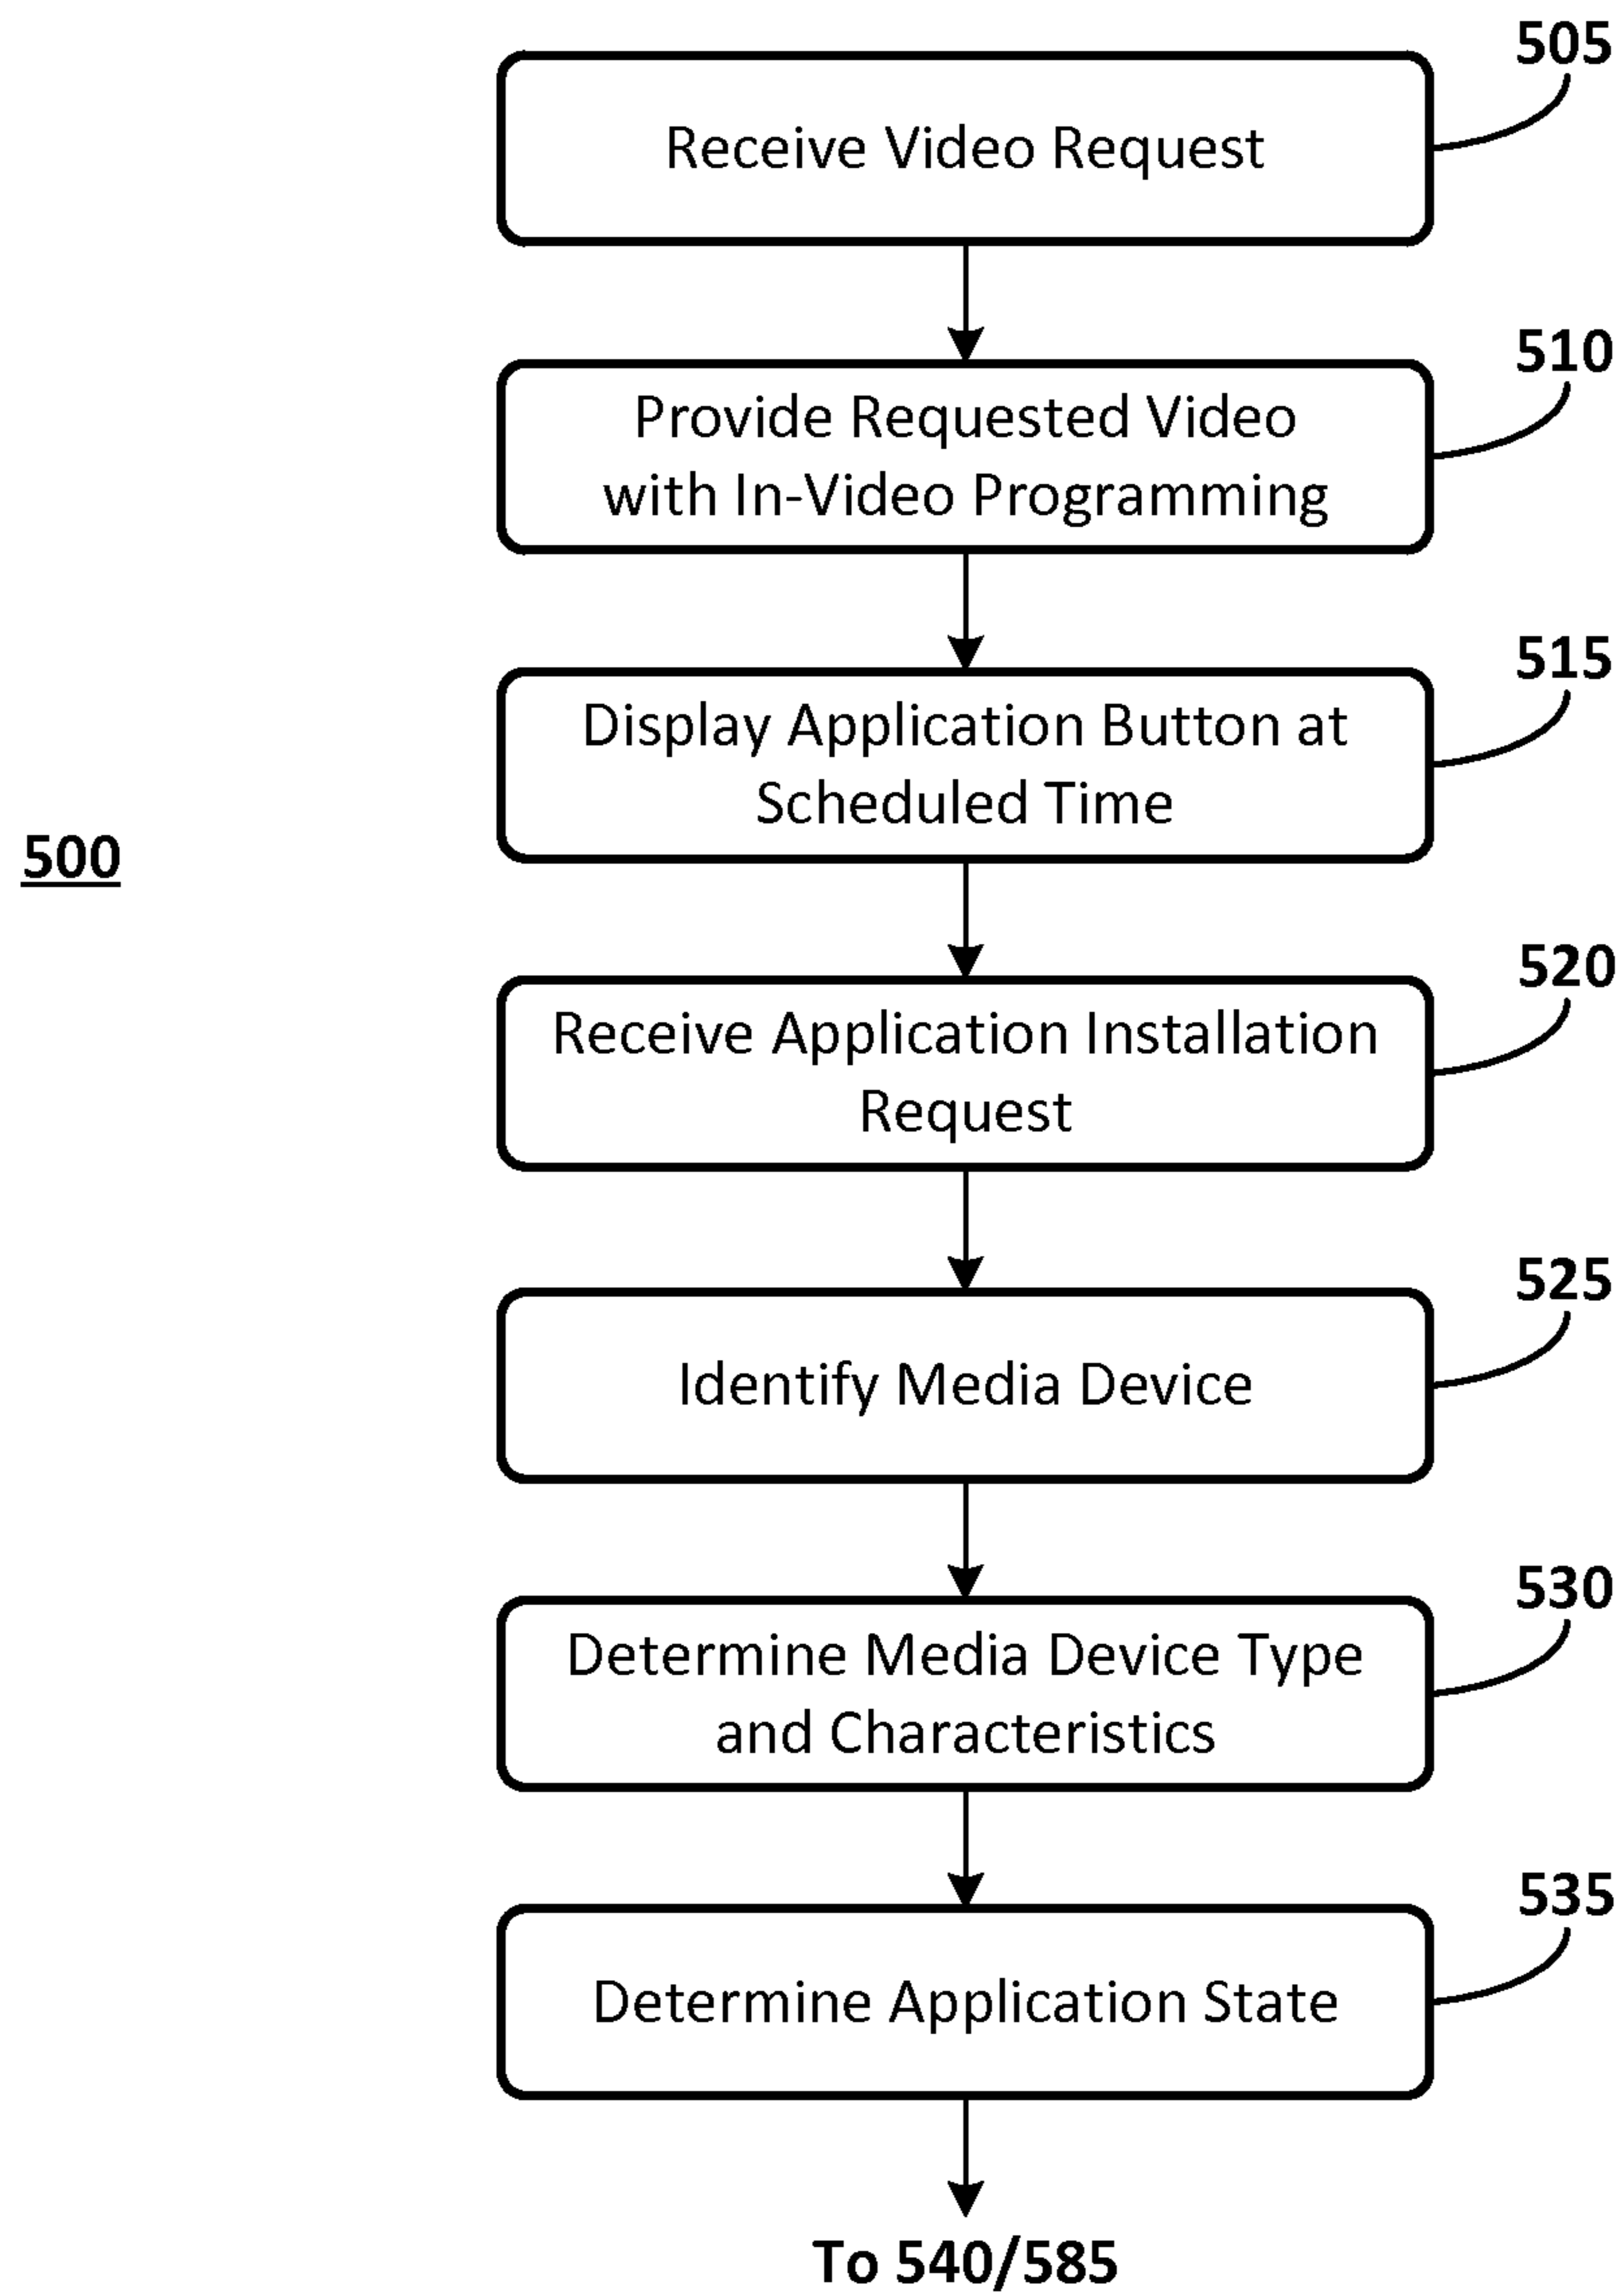 505
Receive Video Request
510
Provide Requested Video
with In-Video Programming
515
Display Application Button at
Scheduled Time
500
520
Receive Application Installation
Request
525
Identify Media Device
530
Determine Media Device Type
and Characteristics
535
Determine Application State
To 540/585